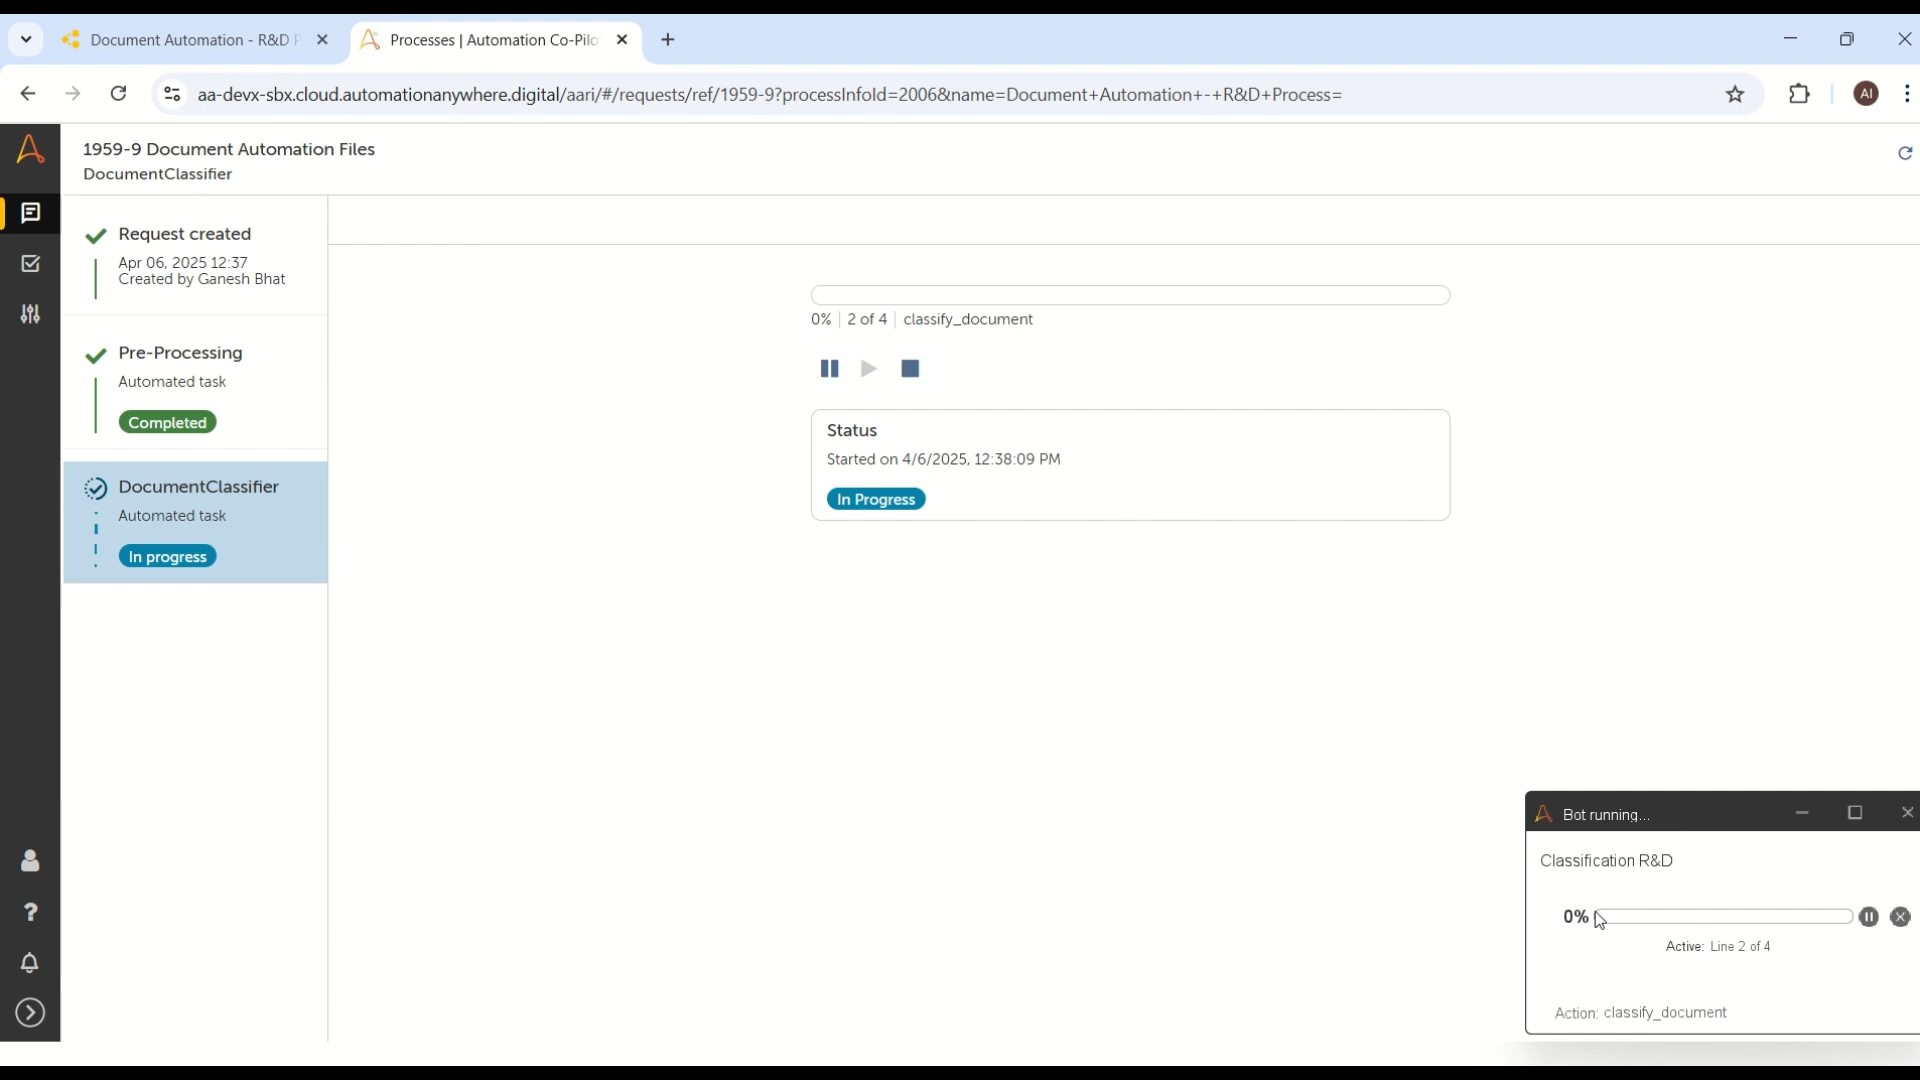 Document Automation - R&D P
Processes | Automation Co-Pilo
aa-devx-sbx.cloud.automationanywhere.digital/aari/#/requests/ref/1959-9?processInfoId=2006&name=Document+Automation+-+R&D+Process=
AI
1959-9 Document Automation Files
DocumentClassifier
Request created
Apr 06, 2025 12:37
Created by Ganesh Bhat
Pre-Processing
Automated task
Completed
DocumentClassifier
Automated task
In progress
0% | 2 of 4 | classify_document
Status
Started on 4/6/2025, 12:38:09 PM
In Progress
Bot running...
Classification R&D
0%
Active: Line 2 of 4
Action: classify_document